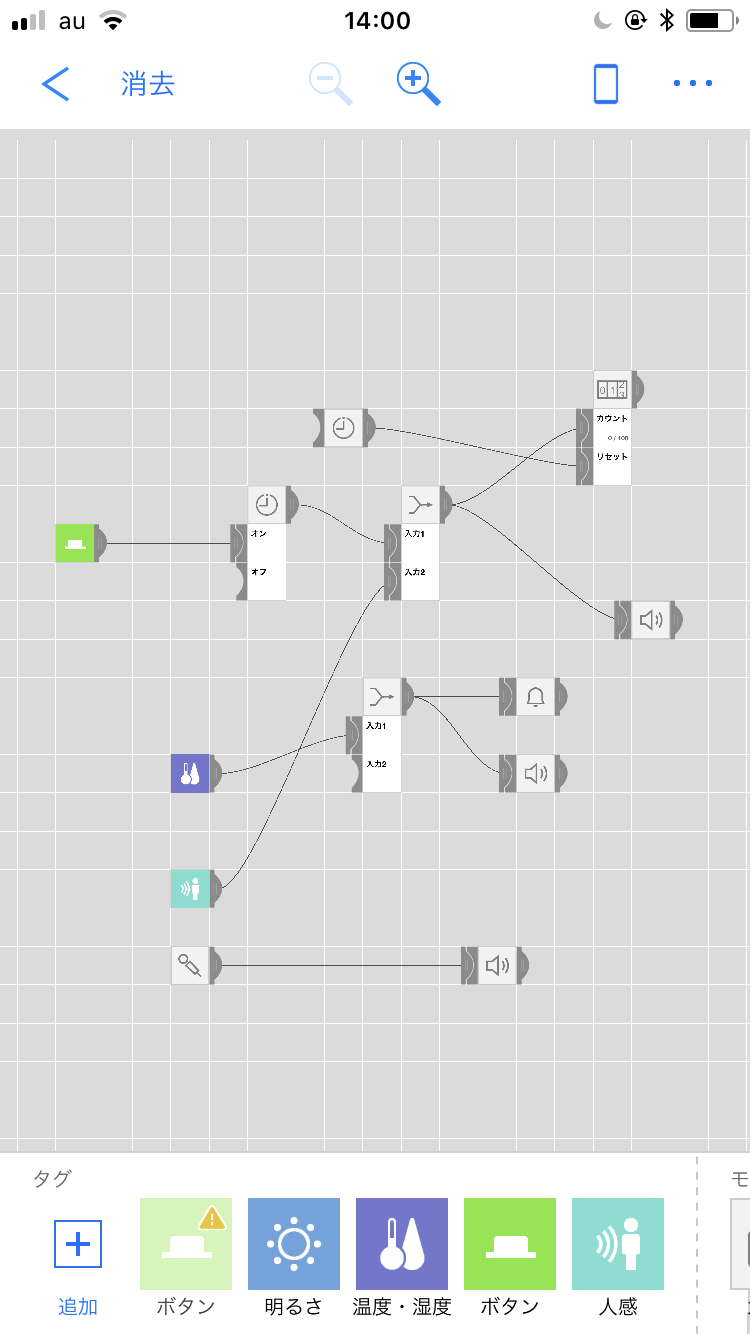 au
14:00
消去
カウント
0 / 100
リセット
オン
オフ
入力1
入力2
入力1
入力2
タグ
モ
追加
ボタン
明るさ
温度・湿度
ボタン
人感